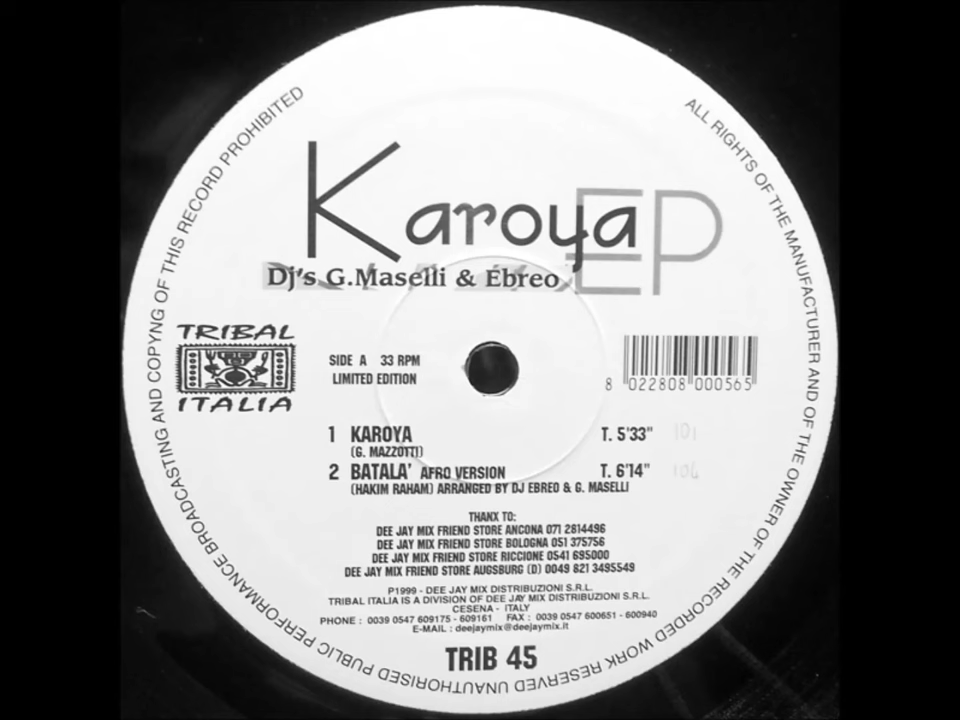 ALL RIGHTS OF THE MANUFACTURER AND OF THE OWNER OF THE RECORDED WORK RESERVED UNAUTHORISED PUBLIC PERFORMANCE BROADCASTING AND COPYNG OF THIS RECORD PROHIBITED
Karoya EP
Dj's G.Maselli & Ebreo
TRIBAL
ITALIA
SIDE A 33 RPM
LIMITED EDITION
8 022808 000565
1 KAROYA T. 5'33"
(G. MAZZOTTI)
2 BATALA' AFRO VERSION T. 6'14"
(HAKIM RAHAM) ARRANGED BY DJ EBREO & G. MASELLI
THANX TO:
DEE JAY MIX FRIEND STORE ANCONA 071 2814496
DEE JAY MIX FRIEND STORE BOLOGNA 051 375756
DEE JAY MIX FRIEND STORE RICCIONE 0541 695000
DEE JAY MIX FRIEND STORE AUGSBURG (D) 0049 821 3495549
P1999 - DEE JAY MIX DISTRIBUZIONI S.R.L.
TRIBAL ITALIA IS A DIVISION OF DEE JAY MIX DISTRIBUZIONI S.R.L.
CESENA - ITALY
PHONE : 0039 0547 609175 - 609161 FAX : 0039 0547 600651 - 600940
E-MAIL : deejaymix@deejaymix.it
TRIB 45